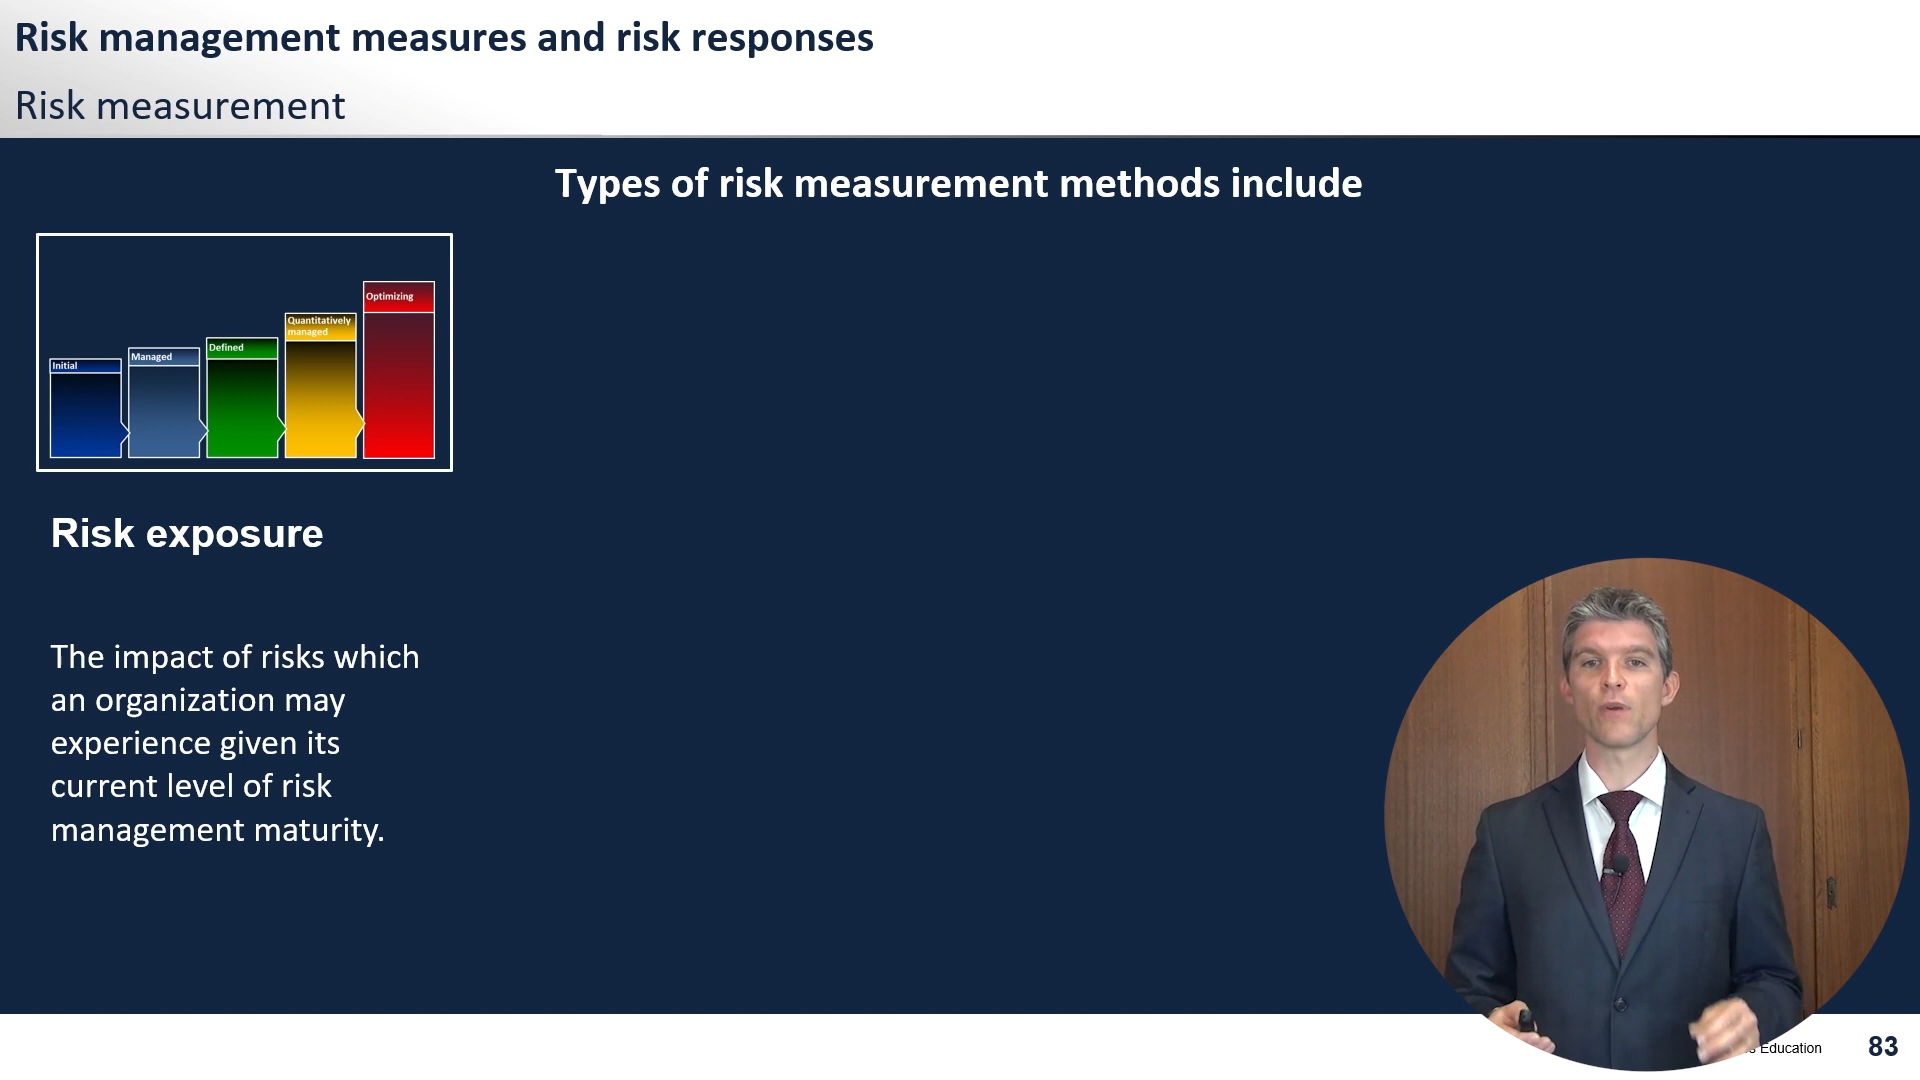 Risk management measures and risk responses
Risk measurement
Types of risk measurement methods include
Initial
Managed
Defined
Quantitatively
managed
Optimizing
Risk exposure
The impact of risks which
an organization may
experience given its
current level of risk
management maturity.
Education
83